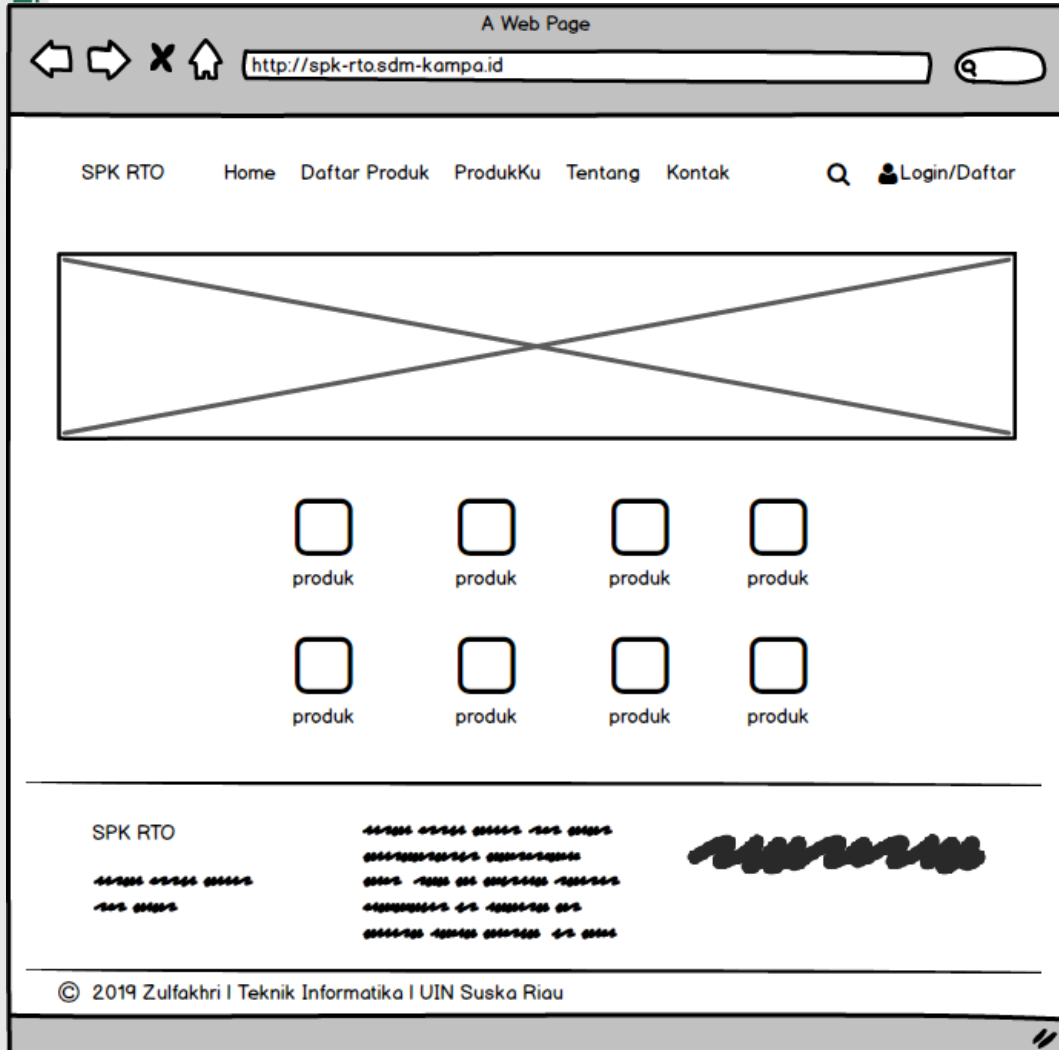 A Web Page
http://spk-rto.sdm-kampa.id
SPK RTO Home Daftar Produk ProdukKu Tentang Kontak Login/Daftar
produk produk produk produk
produk produk produk produk
SPK RTO
© 2019 Zulfakhri | Teknik Informatika | UIN Suska Riau